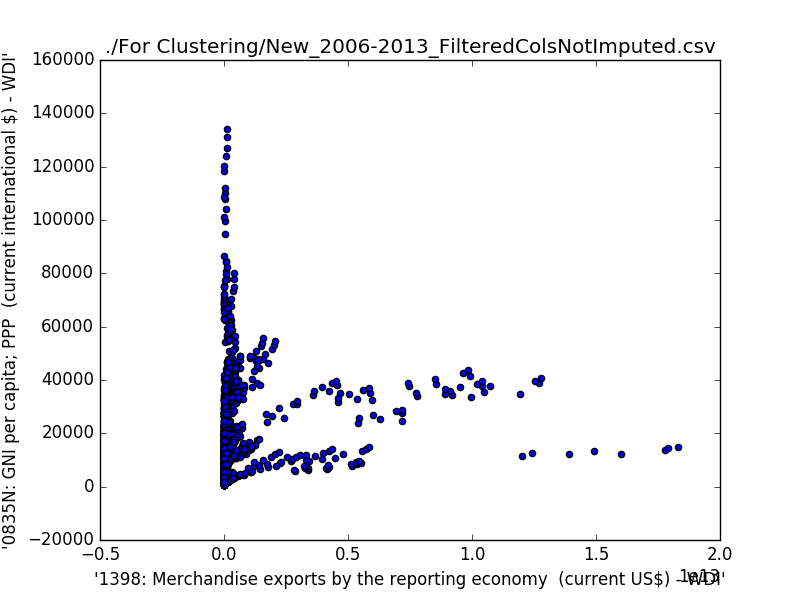 ./For Clustering/New_2006-2013_FilteredColsNotImputed.csv
160000
140000
120000
100000
80000
60000
40000
20000
0
−20000
'0835N: GNI per capita; PPP (current international $) - WDI'
−0.5 0.0 0.5 1.0 1.5 2.0
1e13
'1398: Merchandise exports by the reporting economy (current US$) - WDI'